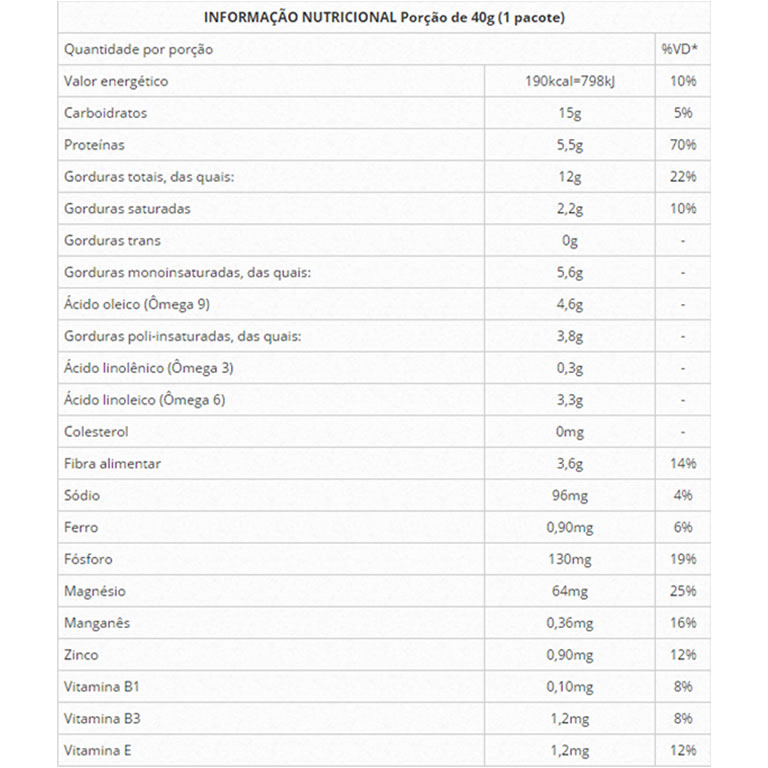 INFORMAÇÃO NUTRICIONAL Porção de 40g (1 pacote)
Quantidade por porção %VD*
Valor energético 190kcal=798kJ 10%
Carboidratos 15g 5%
Proteínas 5,5g 70%
Gorduras totais, das quais: 12g 22%
Gorduras saturadas 2,2g 10%
Gorduras trans 0g -
Gorduras monoinsaturadas, das quais: 5,6g -
Ácido oleico (Ômega 9) 4,6g -
Gorduras poli-insaturadas, das quais: 3,8g -
Ácido linolênico (Ômega 3) 0,3g -
Ácido linoleico (Ômega 6) 3,3g -
Colesterol 0mg -
Fibra alimentar 3,6g 14%
Sódio 96mg 4%
Ferro 0,90mg 6%
Fósforo 130mg 19%
Magnésio 64mg 25%
Manganês 0,36mg 16%
Zinco 0,90mg 12%
Vitamina B1 0,10mg 8%
Vitamina B3 1,2mg 8%
Vitamina E 1,2mg 12%